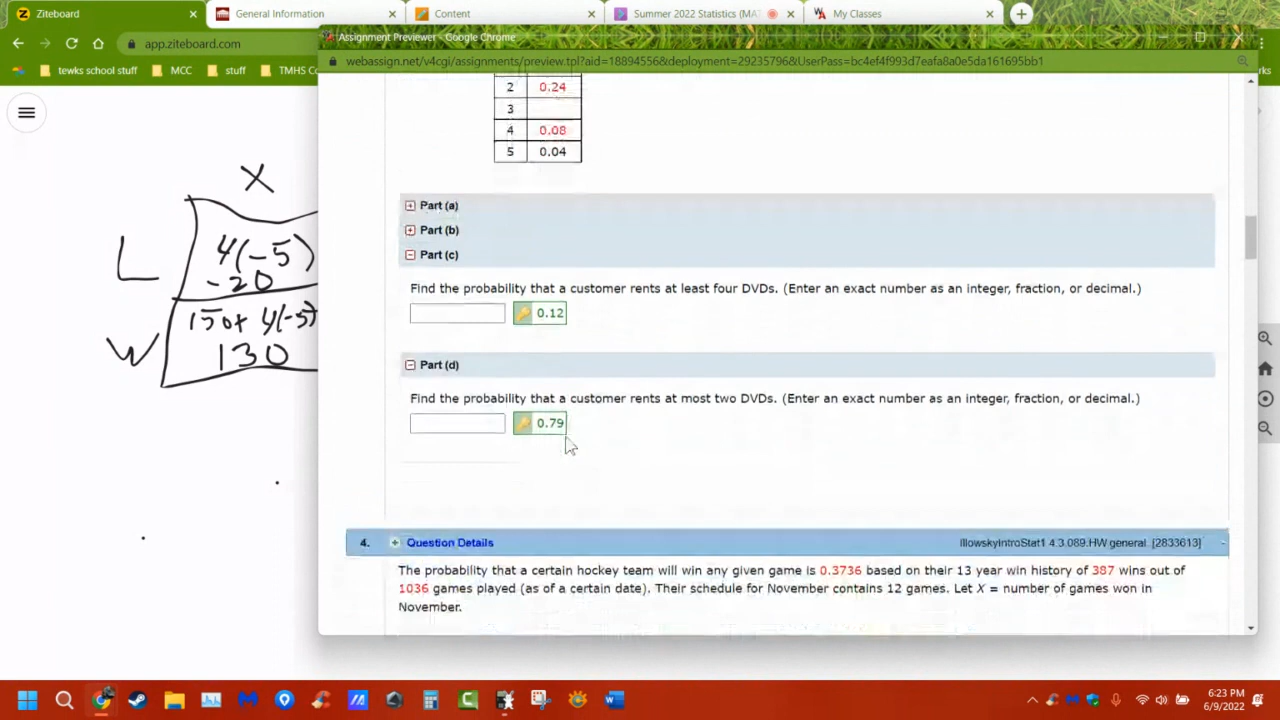 Ziteboard
General Information
Content
Summer 2022 Statistics (MA
My Classes
app.ziteboard.com
Assignment Previewer - Google Chrome
webassign.net/v4cgi/assignments/preview.tpl?aid=18894556&deployment=29235796&UserPass=bc4ef4f993d7eafa8a0e5da161695bb1
tewks school stuff
MCC
stuff
TMHS Co
rks
2 0.24
3
4 0.08
5 0.04
X
L
4(-5)
-20
W
150+ 4(-5)
130
Part (a)
Part (b)
Part (c)
Find the probability that a customer rents at least four DVDs. (Enter an exact number as an integer, fraction, or decimal.)
0.12
Part (d)
Find the probability that a customer rents at most two DVDs. (Enter an exact number as an integer, fraction, or decimal.)
0.79
4. Question Details IllowskyIntroStat1 4.3.089.HW general. [2833613]
The probability that a certain hockey team will win any given game is 0.3736 based on their 13 year win history of 387 wins out of
1036 games played (as of a certain date). Their schedule for November contains 12 games. Let X = number of games won in
November.
6:23 PM
6/9/2022